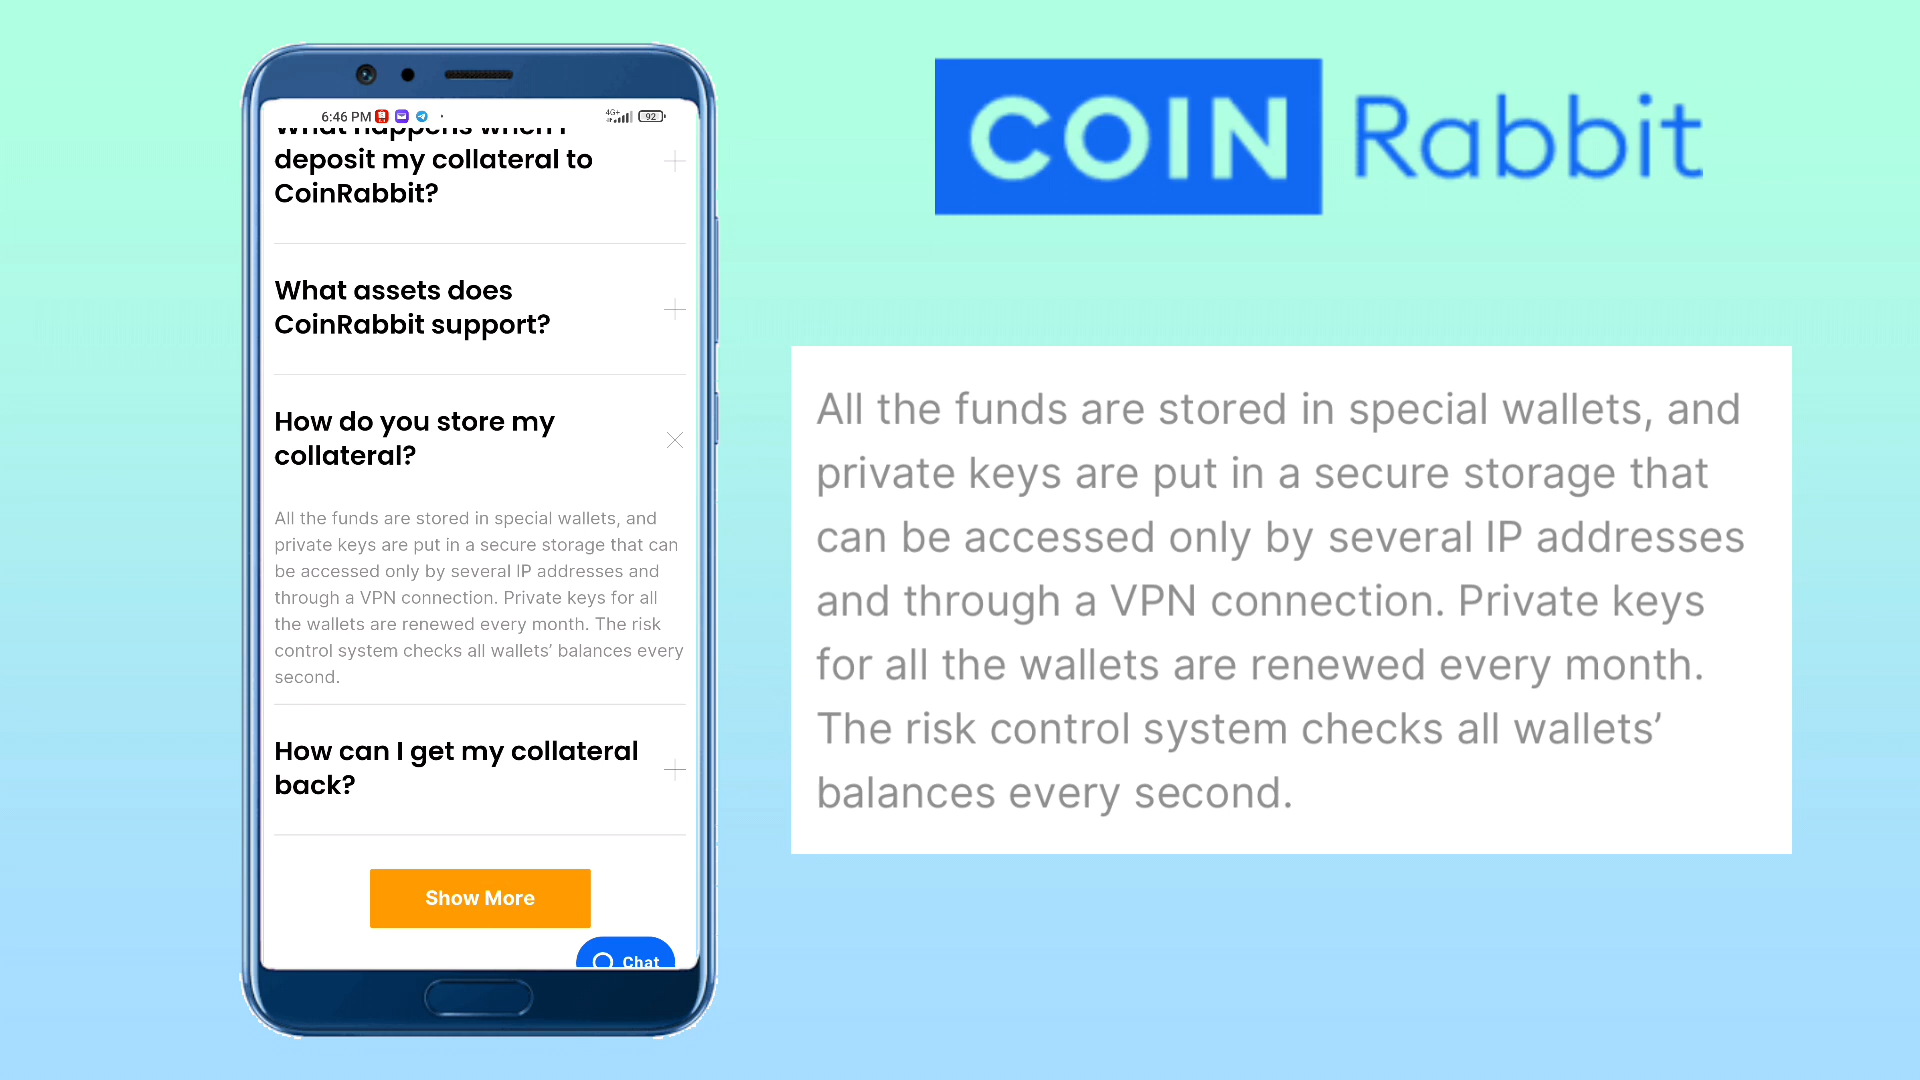 6:46 PM
4G+
92
What happens when I
deposit my collateral to
CoinRabbit?
What assets does
CoinRabbit support?
How do you store my
collateral?
All the funds are stored in special wallets, and
private keys are put in a secure storage that can
be accessed only by several IP addresses and
through a VPN connection. Private keys for all
the wallets are renewed every month. The risk
control system checks all wallets’ balances every
second.
How can I get my collateral
back?
Show More
Chat
COIN Rabbit
All the funds are stored in special wallets, and
private keys are put in a secure storage that
can be accessed only by several IP addresses
and through a VPN connection. Private keys
for all the wallets are renewed every month.
The risk control system checks all wallets’
balances every second.